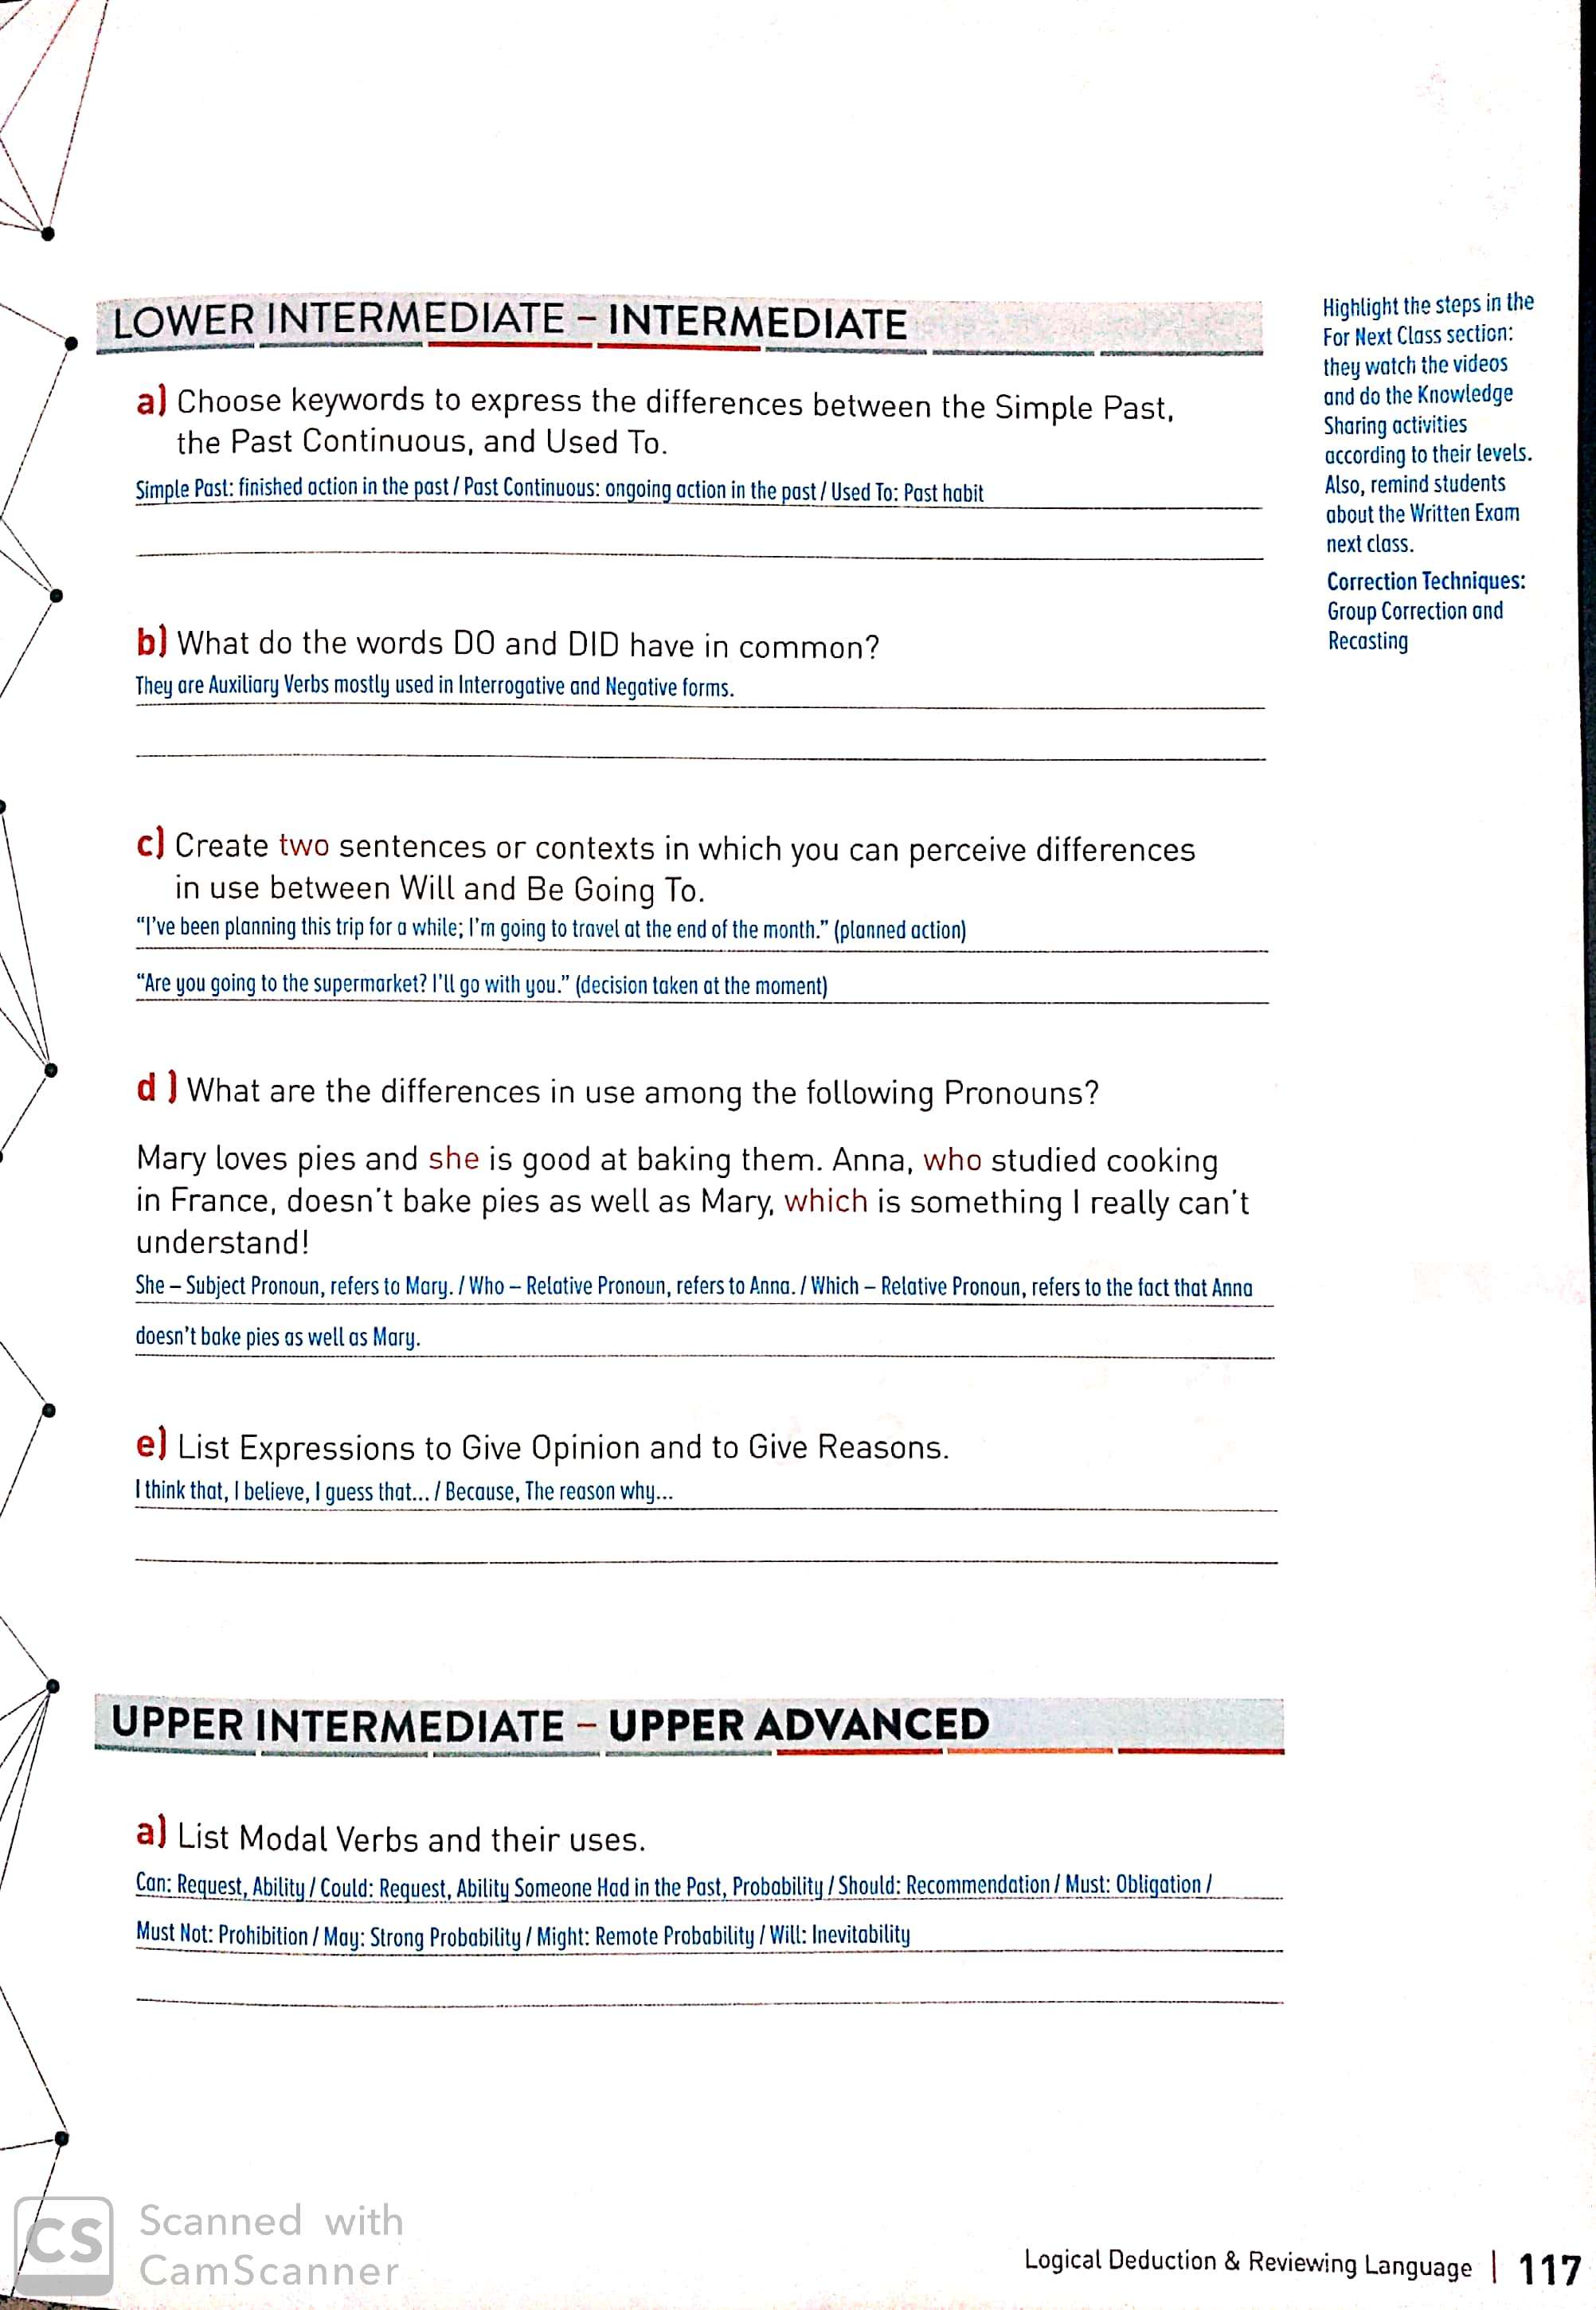 LOWER INTERMEDIATE – INTERMEDIATE
a) Choose keywords to express the differences between the Simple Past,
the Past Continuous, and Used To.
Simple Past: finished action in the past / Past Continuous: ongoing action in the past / Used To: Past habit
b) What do the words DO and DID have in common?
They are Auxiliary Verbs mostly used in Interrogative and Negative forms.
c) Create two sentences or contexts in which you can perceive differences
in use between Will and Be Going To.
“I’ve been planning this trip for a while; I’m going to travel at the end of the month.” (planned action)
“Are you going to the supermarket? I’ll go with you.” (decision taken at the moment)
d ) What are the differences in use among the following Pronouns?
Mary loves pies and she is good at baking them. Anna, who studied cooking
in France, doesn’t bake pies as well as Mary, which is something I really can’t
understand!
She – Subject Pronoun, refers to Mary. / Who – Relative Pronoun, refers to Anna. / Which – Relative Pronoun, refers to the fact that Anna
doesn’t bake pies as well as Mary.
e) List Expressions to Give Opinion and to Give Reasons.
I think that, I believe, I guess that... / Because, The reason why...
UPPER INTERMEDIATE – UPPER ADVANCED
a) List Modal Verbs and their uses.
Can: Request, Ability / Could: Request, Ability Someone Had in the Past, Probability / Should: Recommendation / Must: Obligation /
Must Not: Prohibition / May: Strong Probability / Might: Remote Probability / Will: Inevitability
Highlight the steps in the
For Next Class section:
they watch the videos
and do the Knowledge
Sharing activities
according to their levels.
Also, remind students
about the Written Exam
next class.
Correction Techniques:
Group Correction and
Recasting
CS
Scanned with
CamScanner
Logical Deduction & Reviewing Language | 117